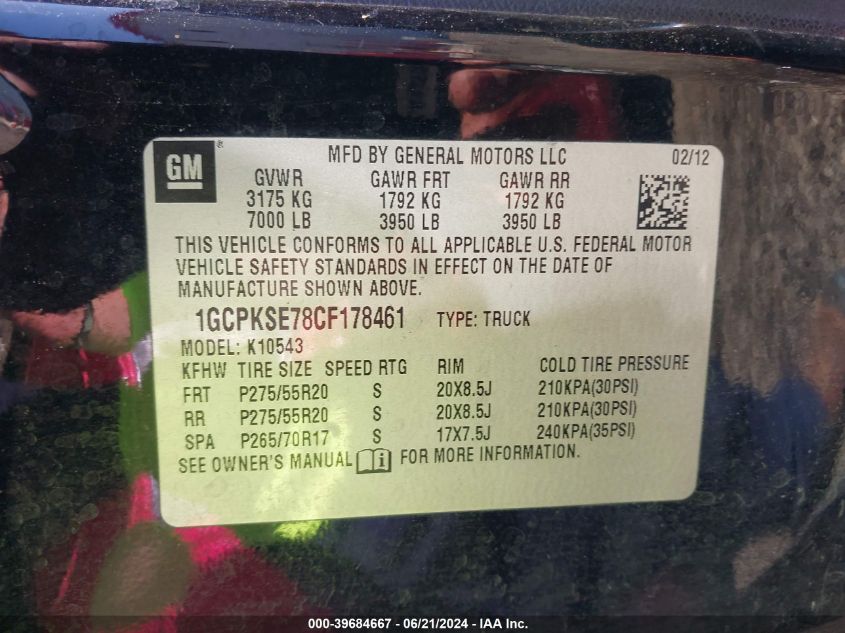 GM ® MFD BY GENERAL MOTORS LLC 02/12
GVWR GAWR FRT GAWR RR
3175 KG 1792 KG 1792 KG
7000 LB 3950 LB 3950 LB
THIS VEHICLE CONFORMS TO ALL APPLICABLE U.S. FEDERAL MOTOR
VEHICLE SAFETY STANDARDS IN EFFECT ON THE DATE OF
MANUFACTURE SHOWN ABOVE.
1GCPKSE78CF178461 TYPE: TRUCK
MODEL: K10543
KFHW TIRE SIZE SPEED RTG RIM COLD TIRE PRESSURE
FRT P275/55R20 S 20X8.5J 210KPA(30PSI)
RR P275/55R20 S 20X8.5J 210KPA(30PSI)
SPA P265/70R17 S 17X7.5J 240KPA(35PSI)
SEE OWNER'S MANUAL i FOR MORE INFORMATION.
000-39684667 - 06/21/2024 - IAA Inc.